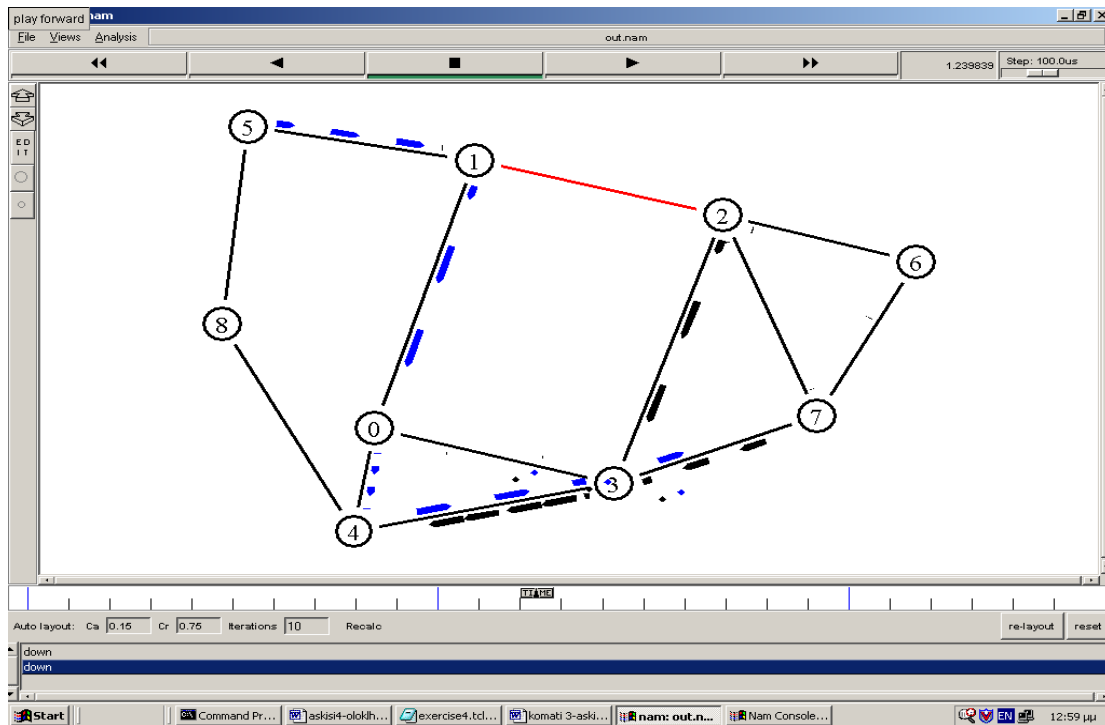 play forward nam
File Views Analysis out.nam
1.239839 Step: 100.0us
E D
I T
5
1
2
6
8
0
7
3
4
TIME
Auto layout: Ca 0.15 Cr 0.75 Iterations 10 Recalc re-layout reset
down
down
Start Command Pr... askisi4-oloklh... exercise4.tcl... komati 3-aski... nam: out.n... Nam Console... EN 12:59 μμ